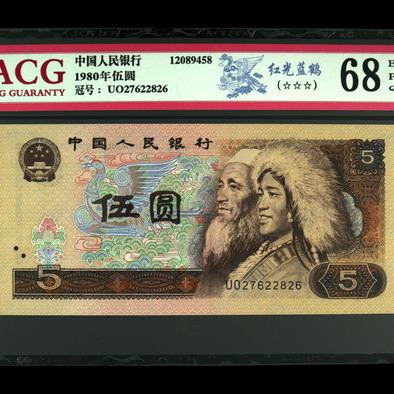 ACG
NG GUARANTY
中国人民银行 12089458
1980年伍圆
冠号：UO27622826
红光蓝鹤
(☆☆☆)
68
E
中国人民银行
5
伍圆
5
UO27622826
5